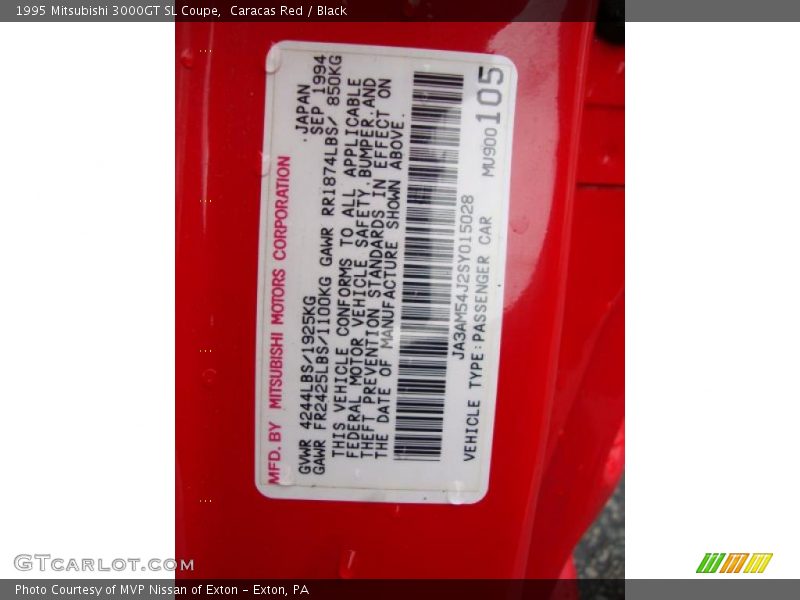 1995 Mitsubishi 3000GT SL Coupe,  Caracas Red / Black
MFD. BY MITSUBISHI MOTORS CORPORATION
JAPAN
GVWR 4244LBS/1925KG SEP 1994
GAWR FR2425LBS/1100KG GAWR RR1874LBS/ 850KG
THIS VEHICLE CONFORMS TO ALL APPLICABLE
FEDERAL MOTOR VEHICLE SAFETY,BUMPER,AND
THEFT PREVENTION STANDARDS IN EFFECT ON
THE DATE OF MANUFACTURE SHOWN ABOVE.
JA3AM54J2SY015028
VEHICLE TYPE:PASSENGER CAR MU900105
GTCARLOT.COM
Photo Courtesy of MVP Nissan of Exton - Exton, PA